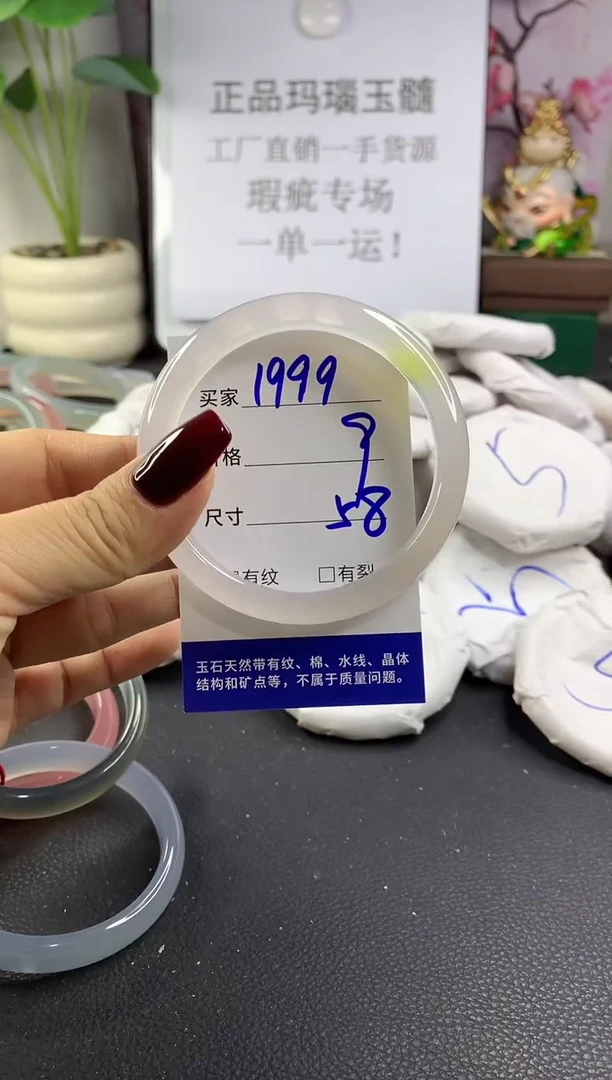 正品玛瑙玉髓
工厂直销一手货源
瑕疵专场
一单一运!
买家 1999
格
尺寸 58
有纹 □有裂
玉石天然带有纹、棉、水线、晶体
结构和矿点等，不属于质量问题。
5